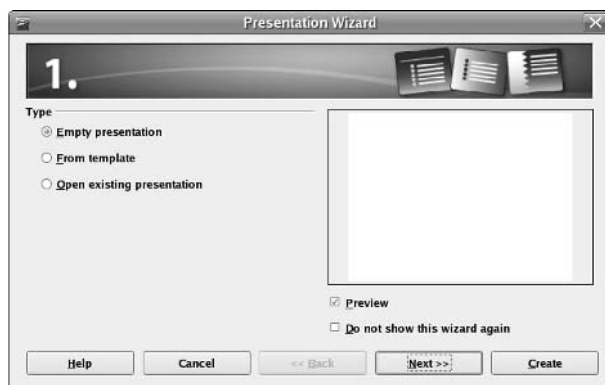 Presentation Wizard
1.
Type
Empty presentation
From template
Open existing presentation
Preview
Do not show this wizard again
Help
Cancel
<< Back
Next >>
Create